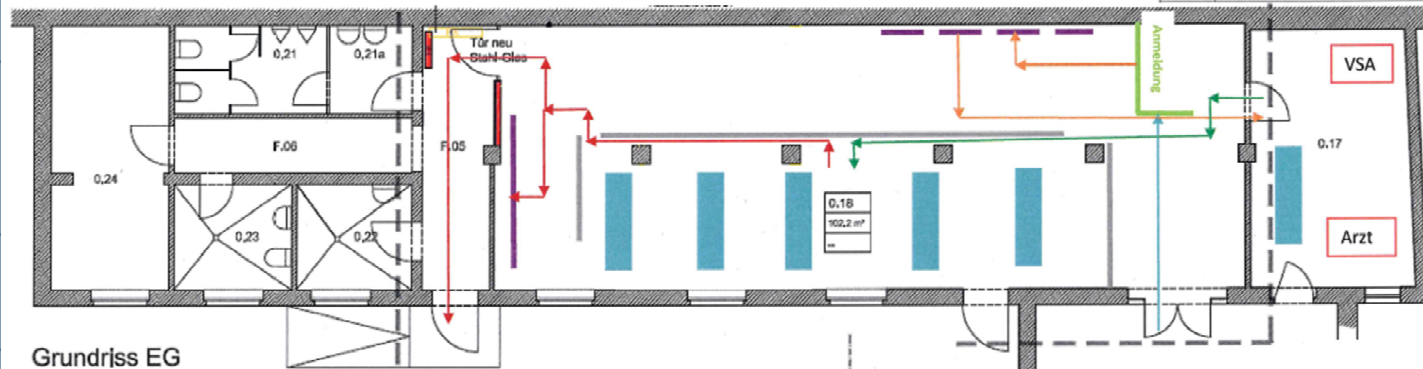 0,21
0,21a
Tür neu
Stahl-Glas
Anmeldung
VSA
F.06
F.05
0.17
0,24
0.18
102.2 m²
--
0,23
0,22
Arzt
Grundriss EG